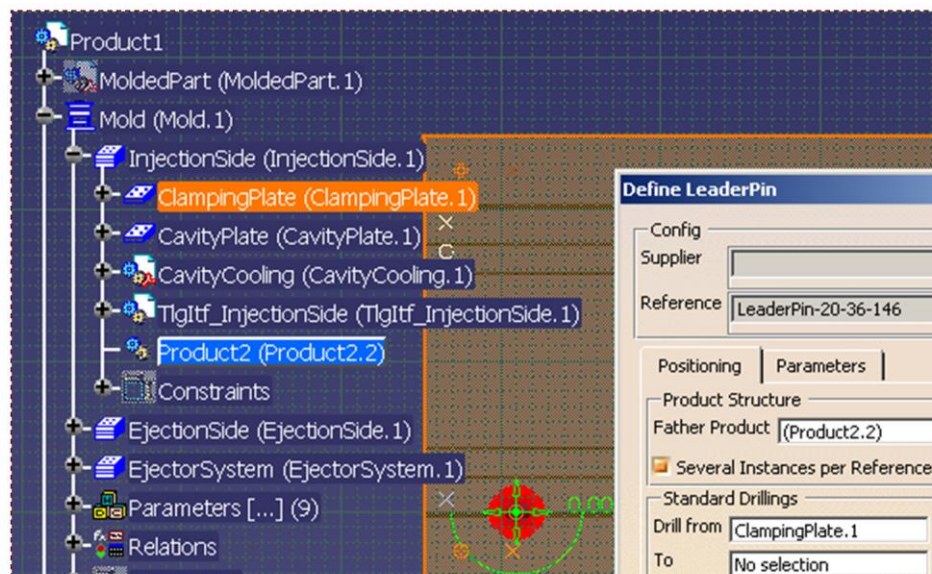 Product1
MoldedPart (MoldedPart.1)
Mold (Mold.1)
InjectionSide (InjectionSide.1)
ClampingPlate (ClampingPlate.1)
CavityPlate (CavityPlate.1)
CavityCooling (CavityCooling.1)
TlgItf_InjectionSide (TlgItf_InjectionSide.1)
Product2 (Product2.2)
Constraints
EjectionSide (EjectionSide.1)
EjectorSystem (EjectorSystem.1)
Parameters [...] (9)
Relations
C
0.00
Define LeaderPin
Config
Supplier
Reference LeaderPin-20-36-146
Positioning Parameters
Product Structure
Father Product (Product2.2)
Several Instances per Reference
Standard Drillings
Drill from ClampingPlate.1
To No selection